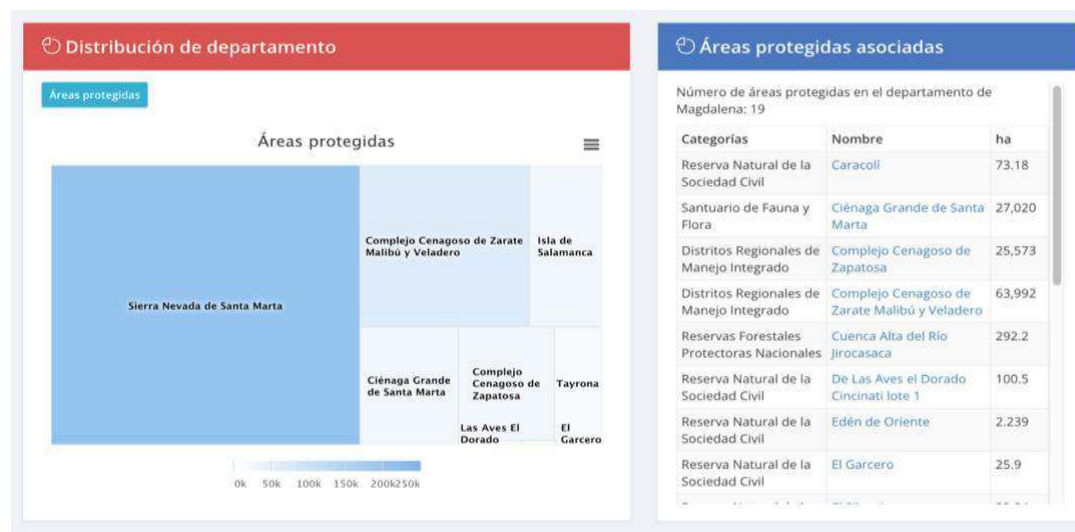 Distribución de departamento
Áreas protegidas
Áreas protegidas
Sierra Nevada de Santa Marta
Complejo Cenagoso de Zarate
Malibú y Veladero
Isla de
Salamanca
Ciénaga Grande
de Santa Marta
Complejo
Cenagoso de
Zapatosa
Tayrona
Las Aves El
Dorado
El
Garcero
0k 50k 100k 150k 200k250k
Áreas protegidas asociadas
Número de áreas protegidas en el departamento de
Magdalena: 19
Categorías Nombre ha
Reserva Natural de la Caracolí 73.18
Sociedad Civil
Santuario de Fauna y Ciénaga Grande de Santa 27,020
Flora Marta
Distritos Regionales de Complejo Cenagoso de 25,573
Manejo Integrado Zapatosa
Distritos Regionales de Complejo Cenagoso de 63,992
Manejo Integrado Zarate Malibú y Veladero
Reservas Forestales Cuenca Alta del Río 292.2
Protectoras Nacionales Jirocasaca
Reserva Natural de la De Las Aves el Dorado 100.5
Sociedad Civil Cincinati lote 1
Reserva Natural de la Edén de Oriente 2.239
Sociedad Civil
Reserva Natural de la El Garcero 25.9
Sociedad Civil